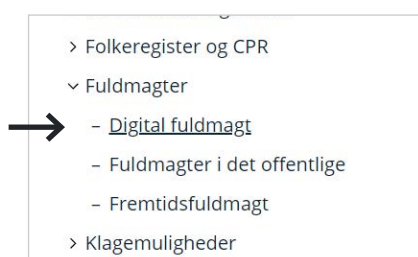 > Folkeregister og CPR
Fuldmagter
– Digital fuldmagt
– Fuldmagter i det offentlige
– Fremtidsfuldmagt
> Klagemuligheder